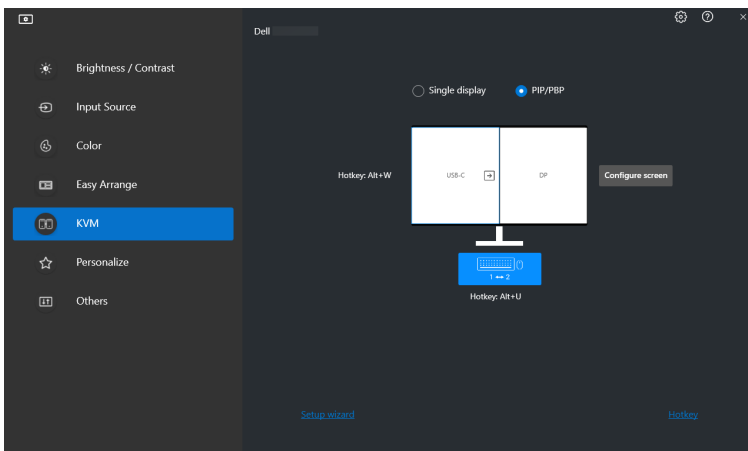 Dell
Brightness / Contrast
Input Source
Color
Easy Arrange
KVM
Personalize
Others
Single display
PIP/PBP
Hotkey: Alt+W
USB-C
DP
Configure screen
1 ↔ 2
Hotkey: Alt+U
Setup wizard
Hotkey